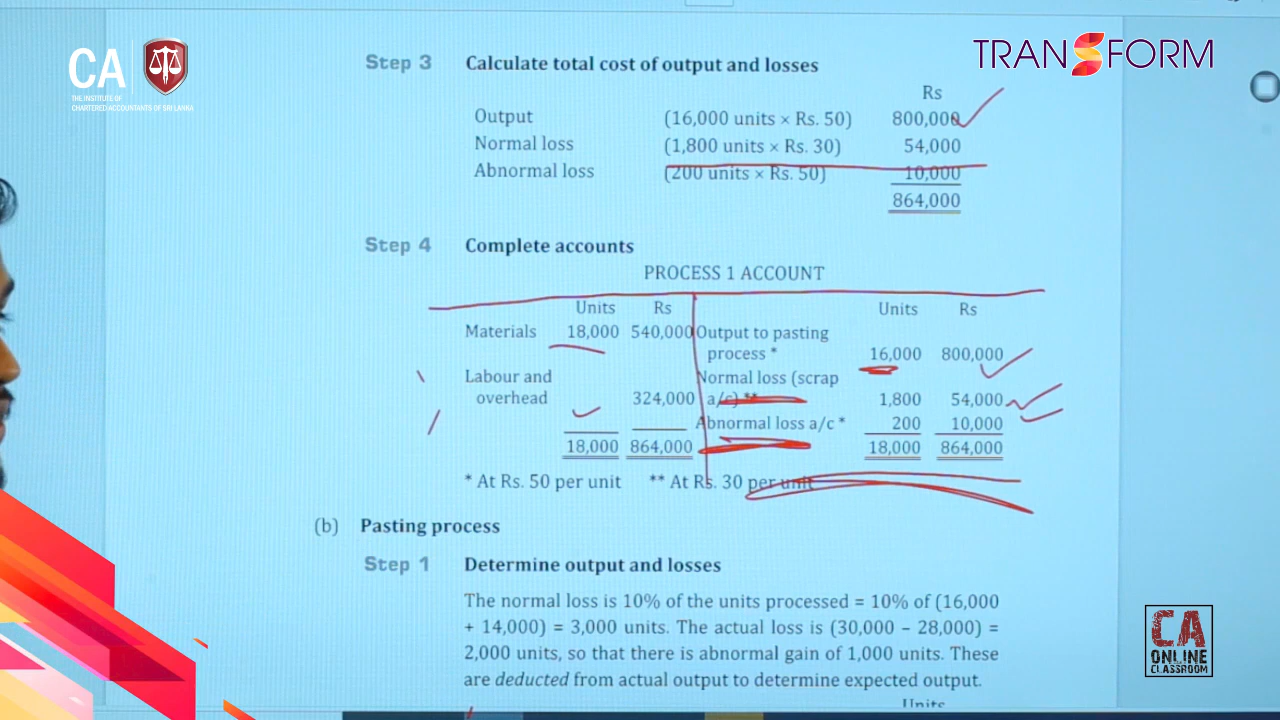 CA
THE INSTITUTE OF
CHARTERED ACCOUNTANTS OF SRI LANKA
TRANSFORM
Step 3 Calculate total cost of output and losses
Rs
Output (16,000 units × Rs. 50) 800,000
Normal loss (1,800 units × Rs. 30) 54,000
Abnormal loss (200 units × Rs. 50) 10,000
864,000
Step 4 Complete accounts
PROCESS 1 ACCOUNT
Units Rs Units Rs
Materials 18,000 540,000 Output to pasting
process * 16,000 800,000
Labour and Normal loss (scrap
overhead 324,000 a/c) ** 1,800 54,000
Abnormal loss a/c * 200 10,000
18,000 864,000 18,000 864,000
* At Rs. 50 per unit ** At Rs. 30 per unit
(b) Pasting process
Step 1 Determine output and losses
The normal loss is 10% of the units processed = 10% of (16,000
+ 14,000) = 3,000 units. The actual loss is (30,000 – 28,000) =
2,000 units, so that there is abnormal gain of 1,000 units. These
are deducted from actual output to determine expected output.
Units
CA
ONLINE
CLASSROOM